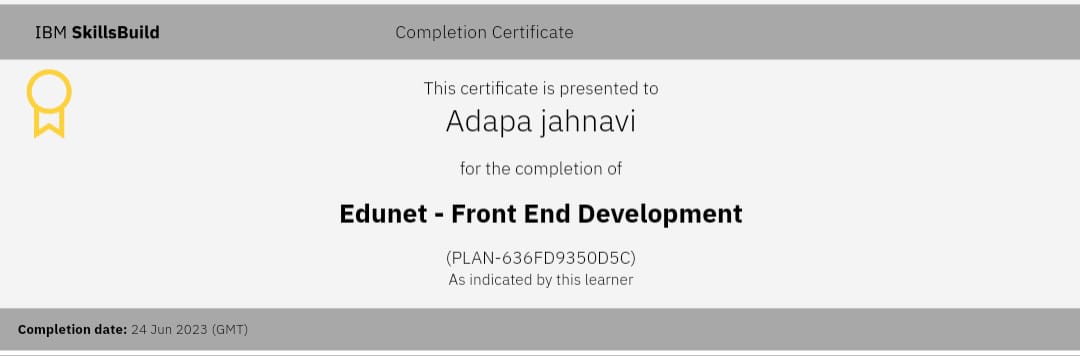 IBM SkillsBuild
Completion Certificate
This certificate is presented to
Adapa jahnavi
for the completion of
Edunet - Front End Development
(PLAN-636FD9350D5C)
As indicated by this learner
Completion date: 24 Jun 2023 (GMT)